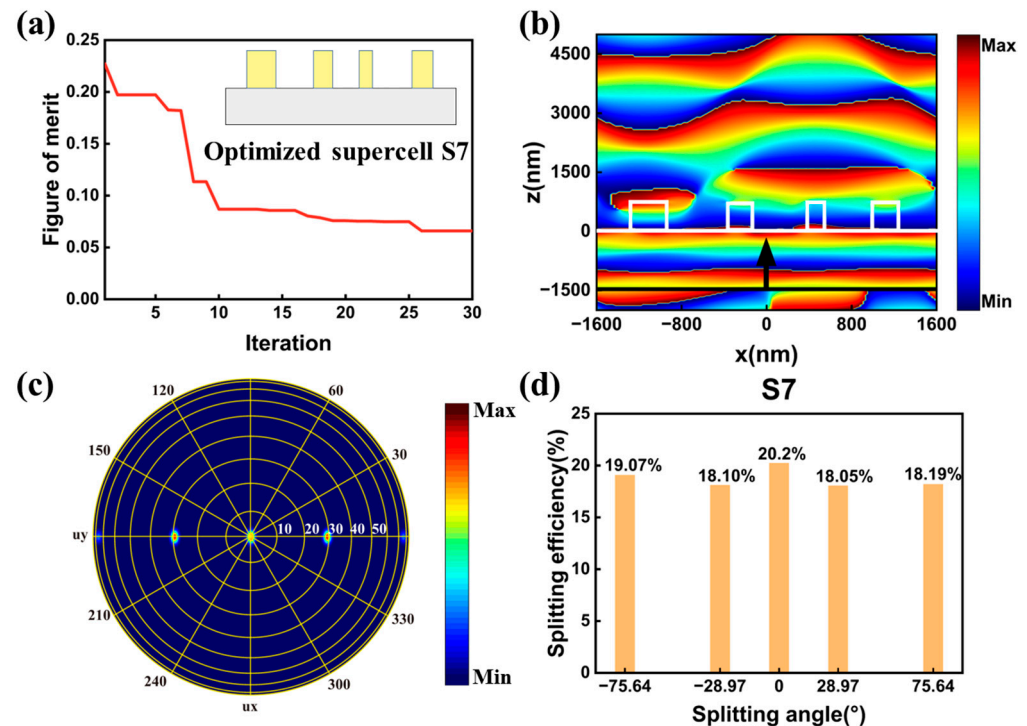 (a)
0.25
0.20
0.15
0.10
0.05
0.00
Figure of merit
Optimized supercell S7
5 10 15 20 25 30
Iteration
(b)
4500
3000
1500
0
−1500
z(nm)
−1600 −800 0 800 1600
x(nm)
Max
Min
(c)
120 60
150 30
uy 10 20 30 40 50
210 330
240 300
ux
Max
Min
(d)
S7
25
20
15
10
5
0
Splitting efficiency(%)
19.07% 18.10% 20.2% 18.05% 18.19%
−75.64 −28.97 0 28.97 75.64
Splitting angle(°)